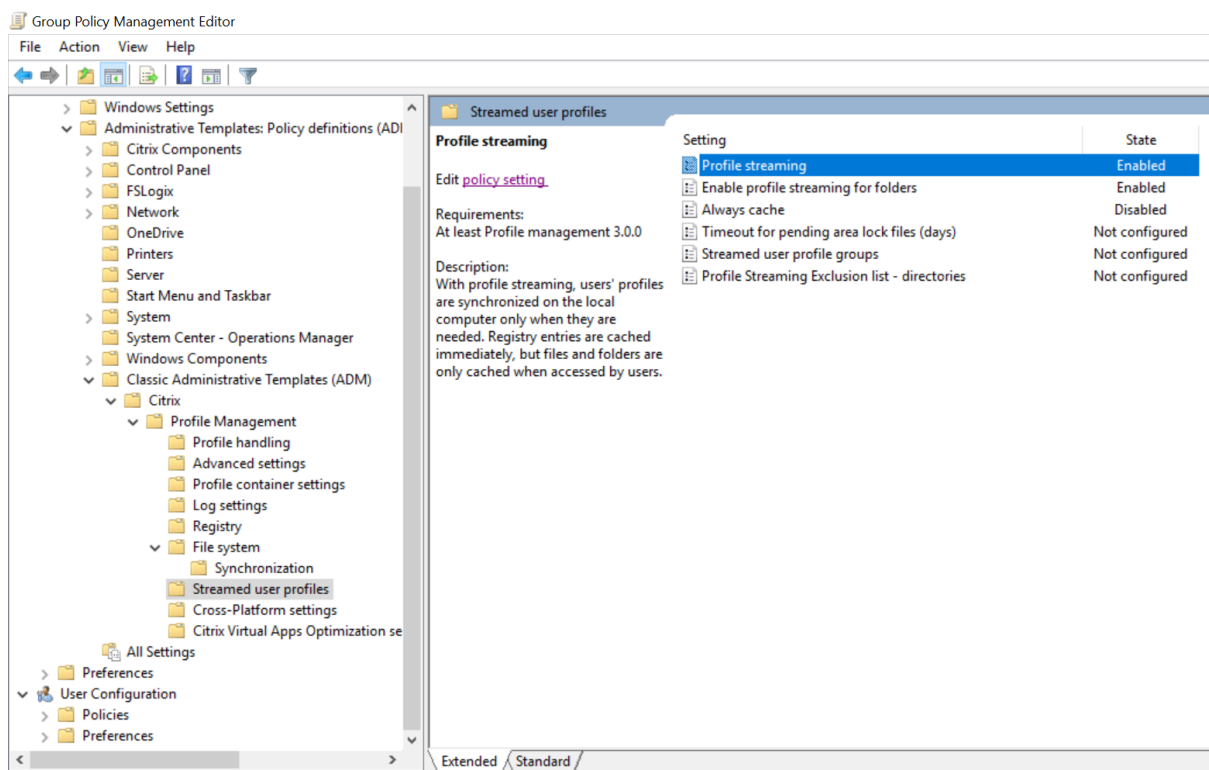 Group Policy Management Editor
File Action View Help
Windows Settings
Administrative Templates: Policy definitions (ADI
Citrix Components
Control Panel
FSLogix
Network
OneDrive
Printers
Server
Start Menu and Taskbar
System
System Center - Operations Manager
Windows Components
Classic Administrative Templates (ADM)
Citrix
Profile Management
Profile handling
Advanced settings
Profile container settings
Log settings
Registry
File system
Synchronization
Streamed user profiles
Cross-Platform settings
Citrix Virtual Apps Optimization se
All Settings
Preferences
User Configuration
Policies
Preferences
Streamed user profiles
Profile streaming
Edit policy setting
Requirements:
At least Profile management 3.0.0
Description:
With profile streaming, users' profiles
are synchronized on the local
computer only when they are
needed. Registry entries are cached
immediately, but files and folders are
only cached when accessed by users.
Setting State
Profile streaming Enabled
Enable profile streaming for folders Enabled
Always cache Disabled
Timeout for pending area lock files (days) Not configured
Streamed user profile groups Not configured
Profile Streaming Exclusion list - directories Not configured
Extended Standard